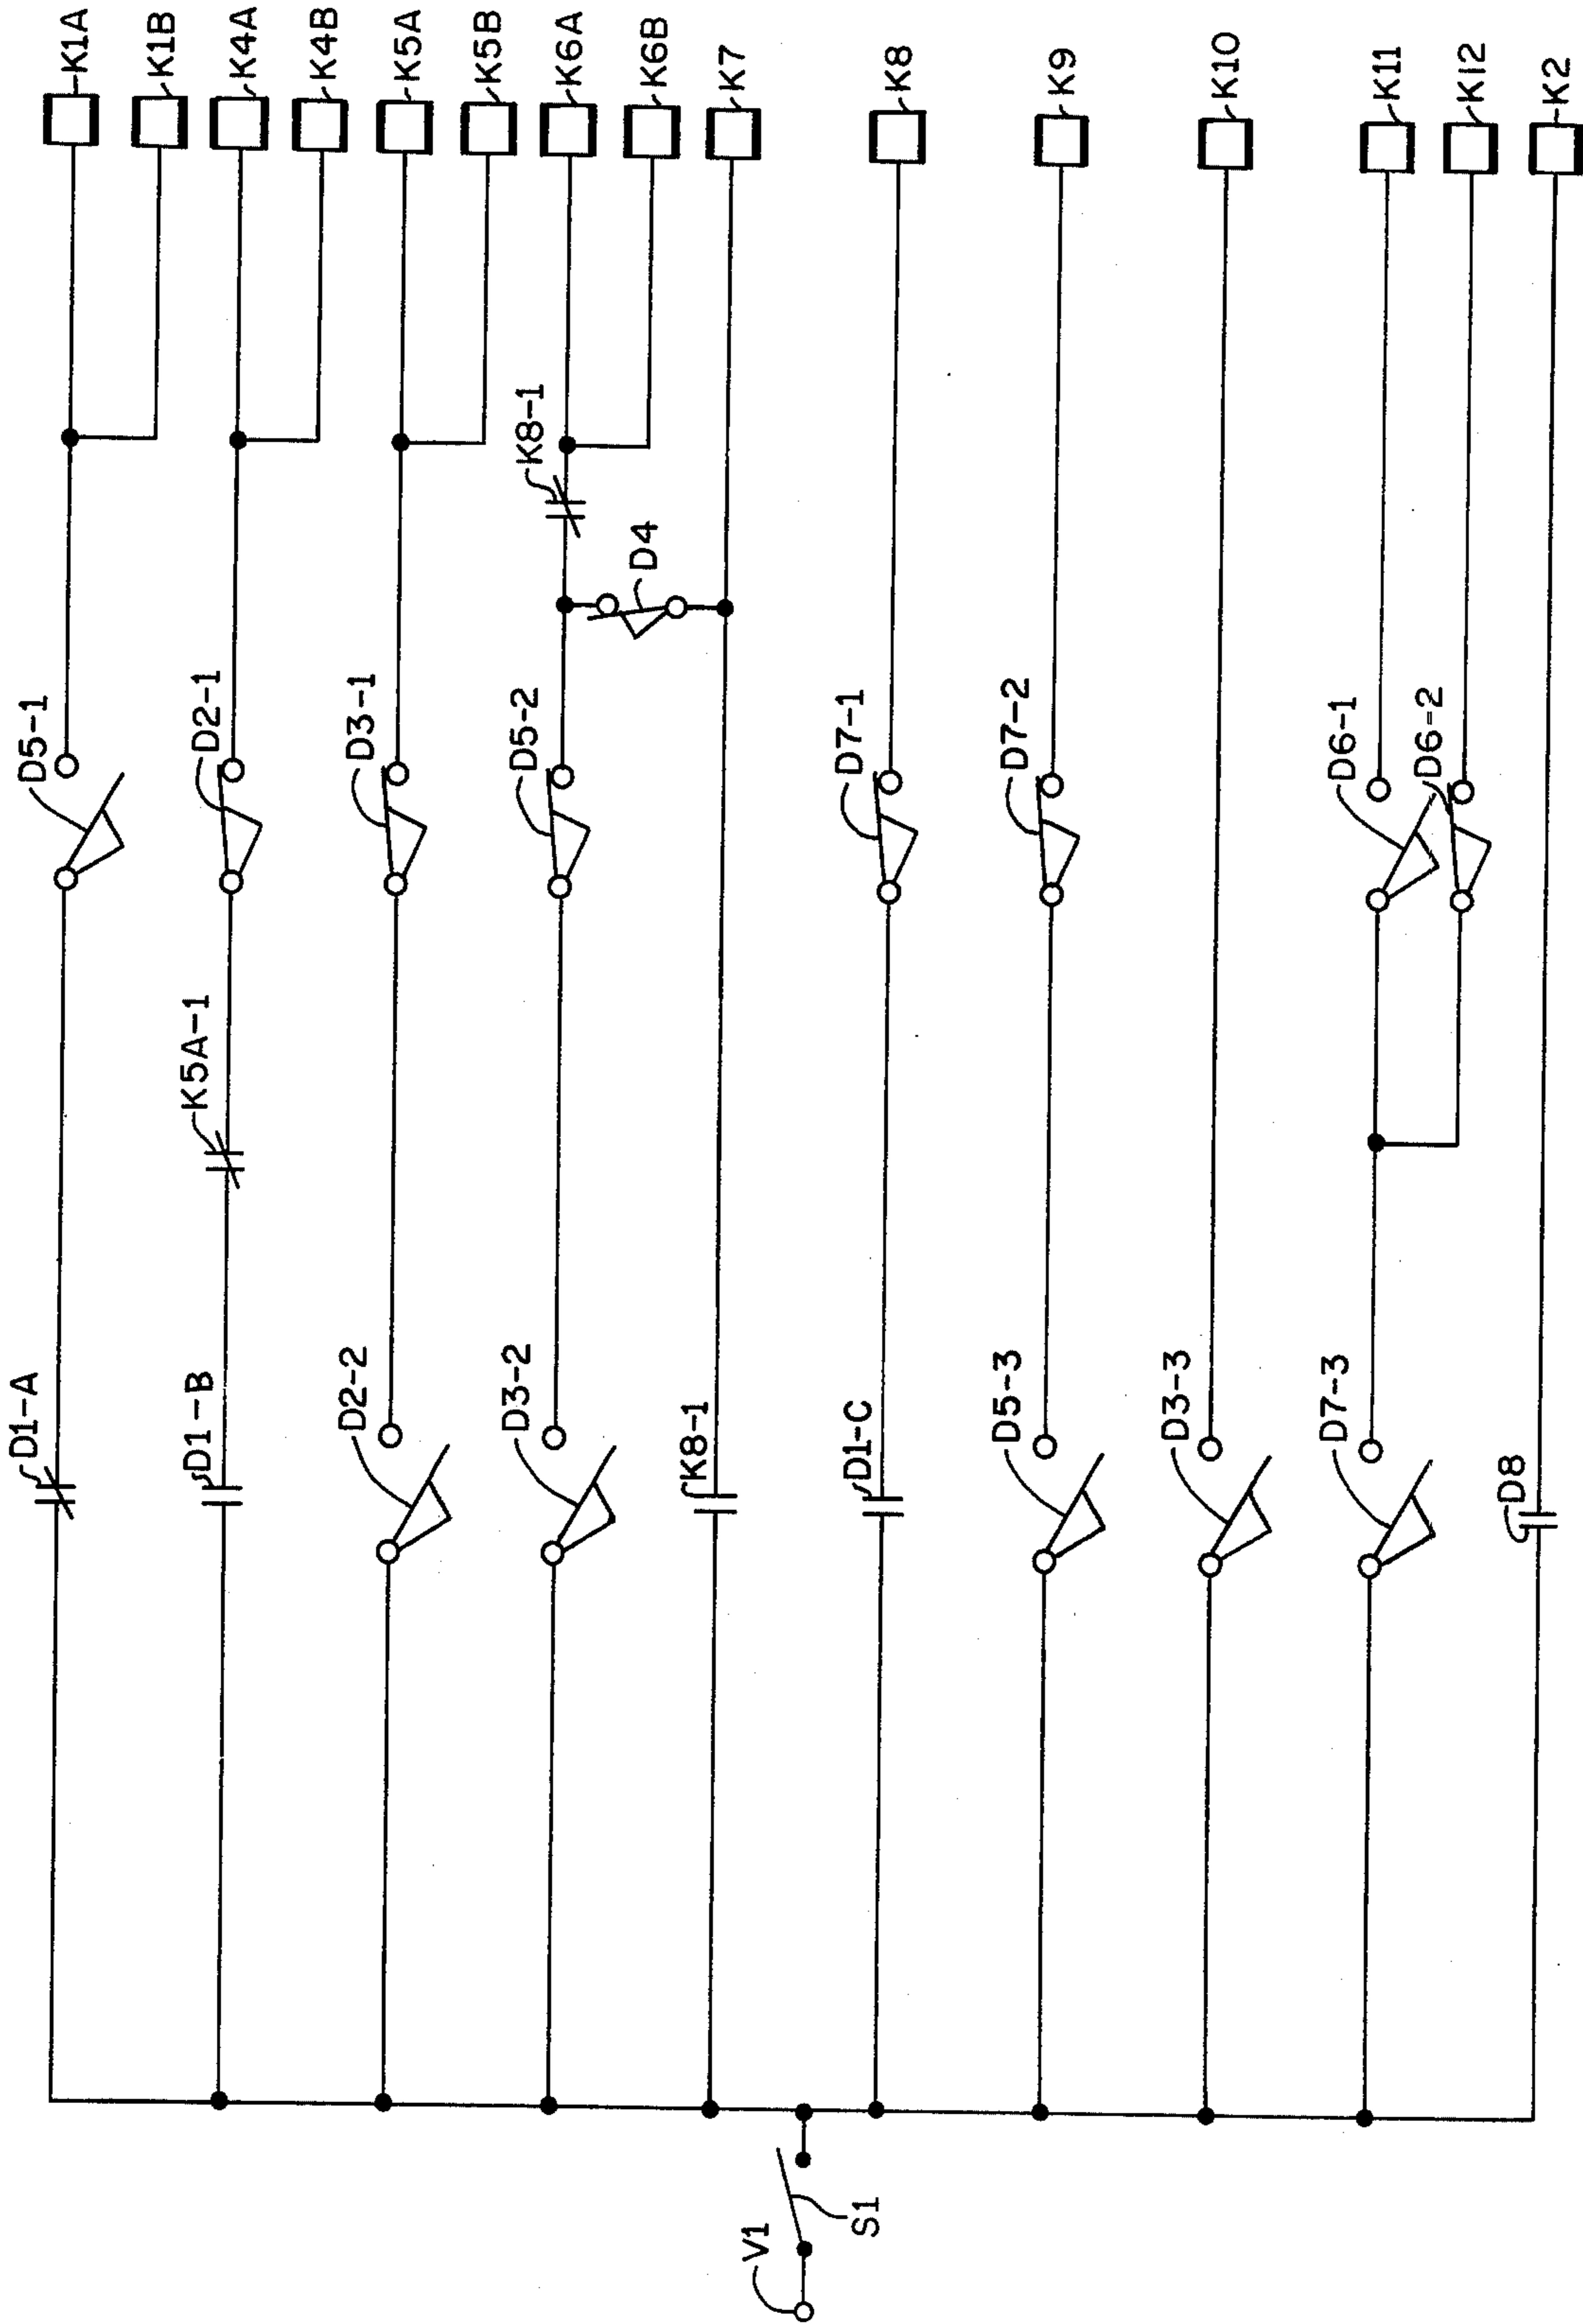 K1A
K1B
K4A
K4B
K5A
K5B
K6A
K6B
K7
K8
K9
K10
K11
K12
K2
K8-1
D4
D5-1
D2-1
D3-1
D5-2
D7-1
D7-2
D6-1
D6-2
K5A-1
D1-A
D1-B
D2-2
D3-2
K8-1
D1-C
D5-3
D3-3
D7-3
D8
V1
S1